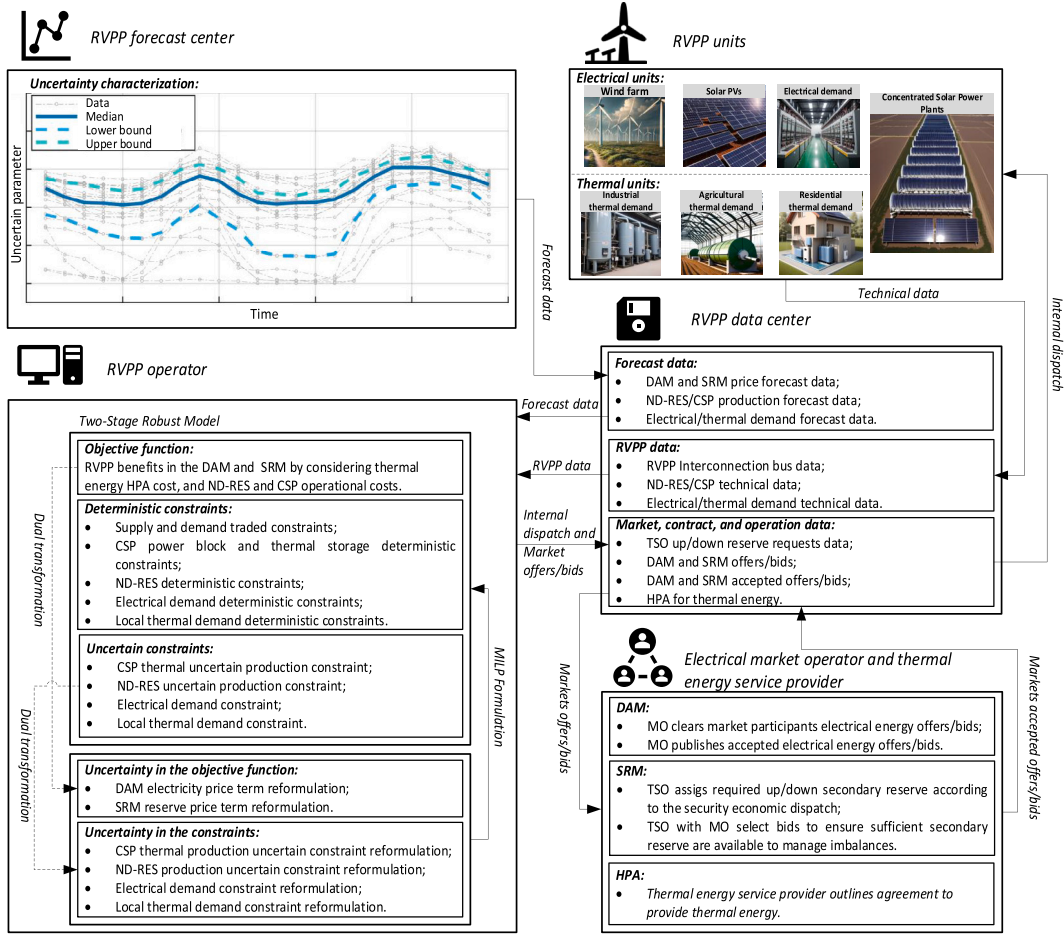 RVPP forecast center
Uncertainty characterization:
Data
Median
Lower bound
Upper bound
Uncertain parameter
Time
RVPP units
Electrical units:
Wind farm
Solar PVs
Electrical demand
Concentrated Solar Power
Plants
Thermal units:
Industrial
thermal demand
Agricultural
thermal demand
Residential
thermal demand
Forecast data
Technical data
Internal dispatch
RVPP data center
Forecast data:
• DAM and SRM price forecast data;
• ND-RES/CSP production forecast data;
• Electrical/thermal demand forecast data.
RVPP data:
• RVPP Interconnection bus data;
• ND-RES/CSP technical data;
• Electrical/thermal demand technical data.
Market, contract, and operation data:
• TSO up/down reserve requests data;
• DAM and SRM offers/bids;
• DAM and SRM accepted offers/bids;
• HPA for thermal energy.
Forecast data
RVPP data
Internal
dispatch and
Market
offers/bids
RVPP operator
Two-Stage Robust Model
Objective function:
RVPP benefits in the DAM and SRM by considering thermal
energy HPA cost, and ND-RES and CSP operational costs.
Deterministic constraints:
• Supply and demand traded constraints;
• CSP power block and thermal storage deterministic
constraints;
• ND-RES deterministic constraints;
• Electrical demand deterministic constraints;
• Local thermal demand deterministic constraints.
Uncertain constraints:
• CSP thermal uncertain production constraint;
• ND-RES uncertain production constraint;
• Electrical demand constraint;
• Local thermal demand constraint.
Uncertainty in the objective function:
• DAM electricity price term reformulation;
• SRM reserve price term reformulation.
Uncertainty in the constraints:
• CSP thermal production uncertain constraint reformulation;
• ND-RES production uncertain constraint reformulation;
• Electrical demand constraint reformulation;
• Local thermal demand constraint reformulation.
Dual transformation
Dual transformation
MILP Formulation
Markets offers/bids
Markets accepted offers/bids
Electrical market operator and thermal
energy service provider
DAM:
• MO clears market participants electrical energy offers/bids;
• MO publishes accepted electrical energy offers/bids.
SRM:
• TSO assigs required up/down secondary reserve according
to the security economic dispatch;
• TSO with MO select bids to ensure sufficient secondary
reserve are available to manage imbalances.
HPA:
• Thermal energy service provider outlines agreement to
provide thermal energy.